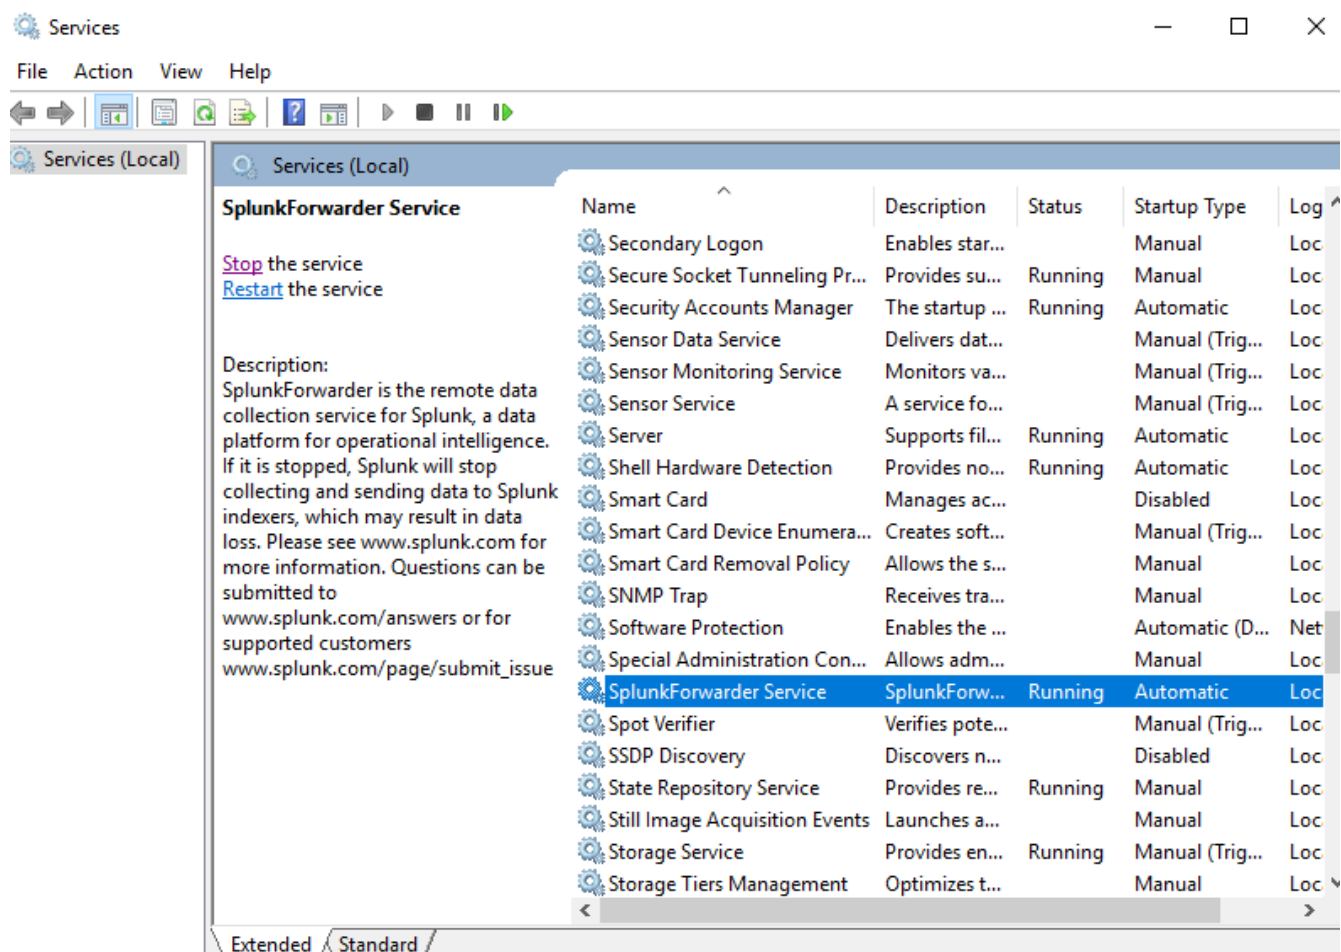 Services
File Action View Help
Services (Local)
Services (Local)
SplunkForwarder Service
Stop the service
Restart the service
Description:
SplunkForwarder is the remote data
collection service for Splunk, a data
platform for operational intelligence.
If it is stopped, Splunk will stop
collecting and sending data to Splunk
indexers, which may result in data
loss. Please see www.splunk.com for
more information. Questions can be
submitted to
www.splunk.com/answers or for
supported customers
www.splunk.com/page/submit_issue
Name Description Status Startup Type Log
Secondary Logon Enables star... Manual Loc
Secure Socket Tunneling Pr... Provides su... Running Manual Loc
Security Accounts Manager The startup ... Running Automatic Loc
Sensor Data Service Delivers dat... Manual (Trig... Loc
Sensor Monitoring Service Monitors va... Manual (Trig... Loc
Sensor Service A service fo... Manual (Trig... Loc
Server Supports fil... Running Automatic Loc
Shell Hardware Detection Provides no... Running Automatic Loc
Smart Card Manages ac... Disabled Loc
Smart Card Device Enumera... Creates soft... Manual (Trig... Loc
Smart Card Removal Policy Allows the s... Manual Loc
SNMP Trap Receives tra... Manual Loc
Software Protection Enables the ... Automatic (D... Net
Special Administration Con... Allows adm... Manual Loc
SplunkForwarder Service SplunkForw... Running Automatic Loc
Spot Verifier Verifies pote... Manual (Trig... Loc
SSDP Discovery Discovers n... Disabled Loc
State Repository Service Provides re... Running Manual Loc
Still Image Acquisition Events Launches a... Manual Loc
Storage Service Provides en... Running Manual (Trig... Loc
Storage Tiers Management Optimizes t... Manual Loc
Extended Standard